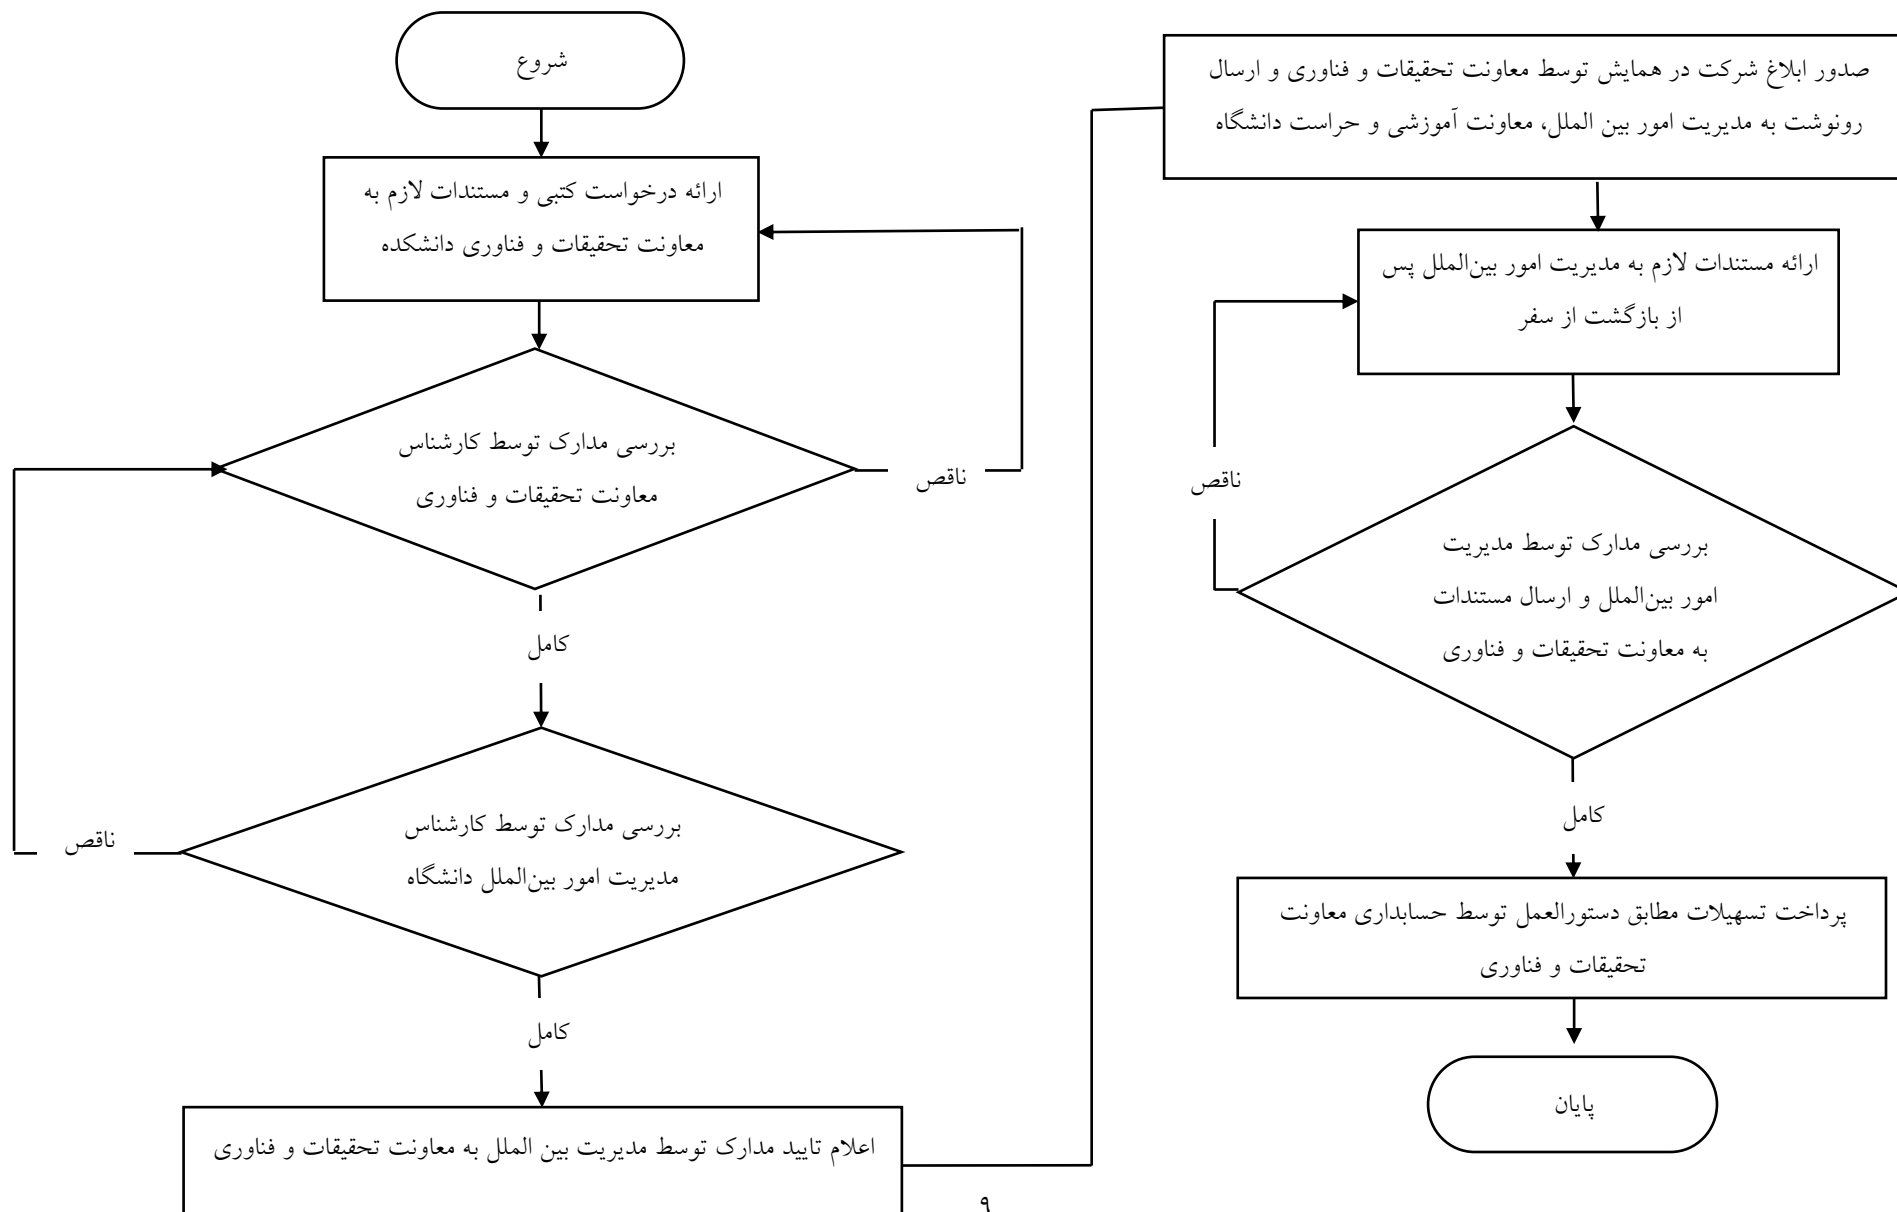 شروع
ارائه درخواست کتبی و مستندات لازم به
معاونت تحقیقات و فناوری دانشکده
بررسی مدارک توسط کارشناس
معاونت تحقیقات و فناوری
ناقص
کامل
بررسی مدارک توسط کارشناس
مدیریت امور بین‌الملل دانشگاه
ناقص
کامل
اعلام تایید مدارک توسط مدیریت بین الملل به معاونت تحقیقات و فناوری
صدور ابلاغ شرکت در همایش توسط معاونت تحقیقات و فناوری و ارسال
رونوشت به مدیریت امور بین الملل، معاونت آموزشی و حراست دانشگاه
ارائه مستندات لازم به مدیریت امور بین‌الملل پس
از بازگشت از سفر
ناقص
بررسی مدارک توسط مدیریت
امور بین‌الملل و ارسال مستندات
به معاونت تحقیقات و فناوری
کامل
پرداخت تسهیلات مطابق دستورالعمل توسط حسابداری معاونت
تحقیقات و فناوری
پایان
۹